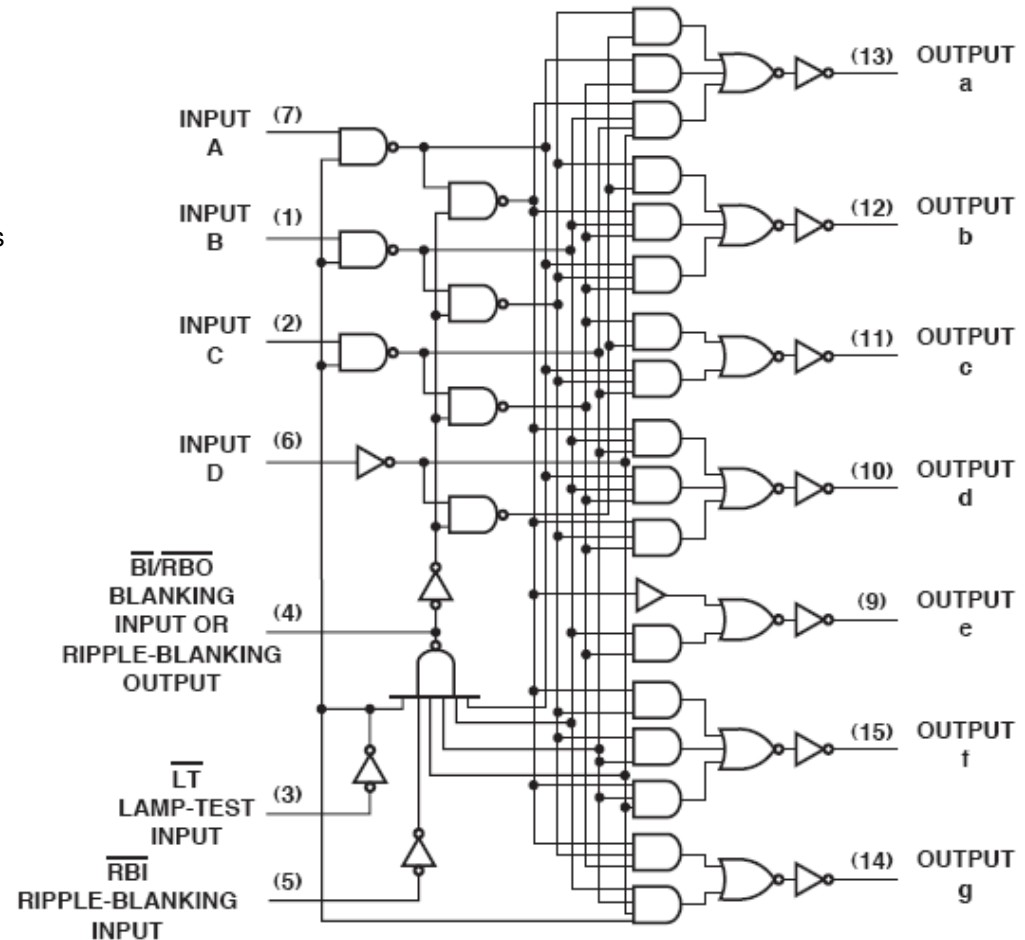 s
INPUT
A
(7)
INPUT
B
(1)
INPUT
C
(2)
INPUT
D
(6)
BI/RBO
BLANKING
INPUT OR
RIPPLE-BLANKING
OUTPUT
(4)
LT
LAMP-TEST
INPUT
(3)
RBI
RIPPLE-BLANKING
INPUT
(5)
(13)
OUTPUT
a
(12)
OUTPUT
b
(11)
OUTPUT
c
(10)
OUTPUT
d
(9)
OUTPUT
e
(15)
OUTPUT
f
(14)
OUTPUT
g